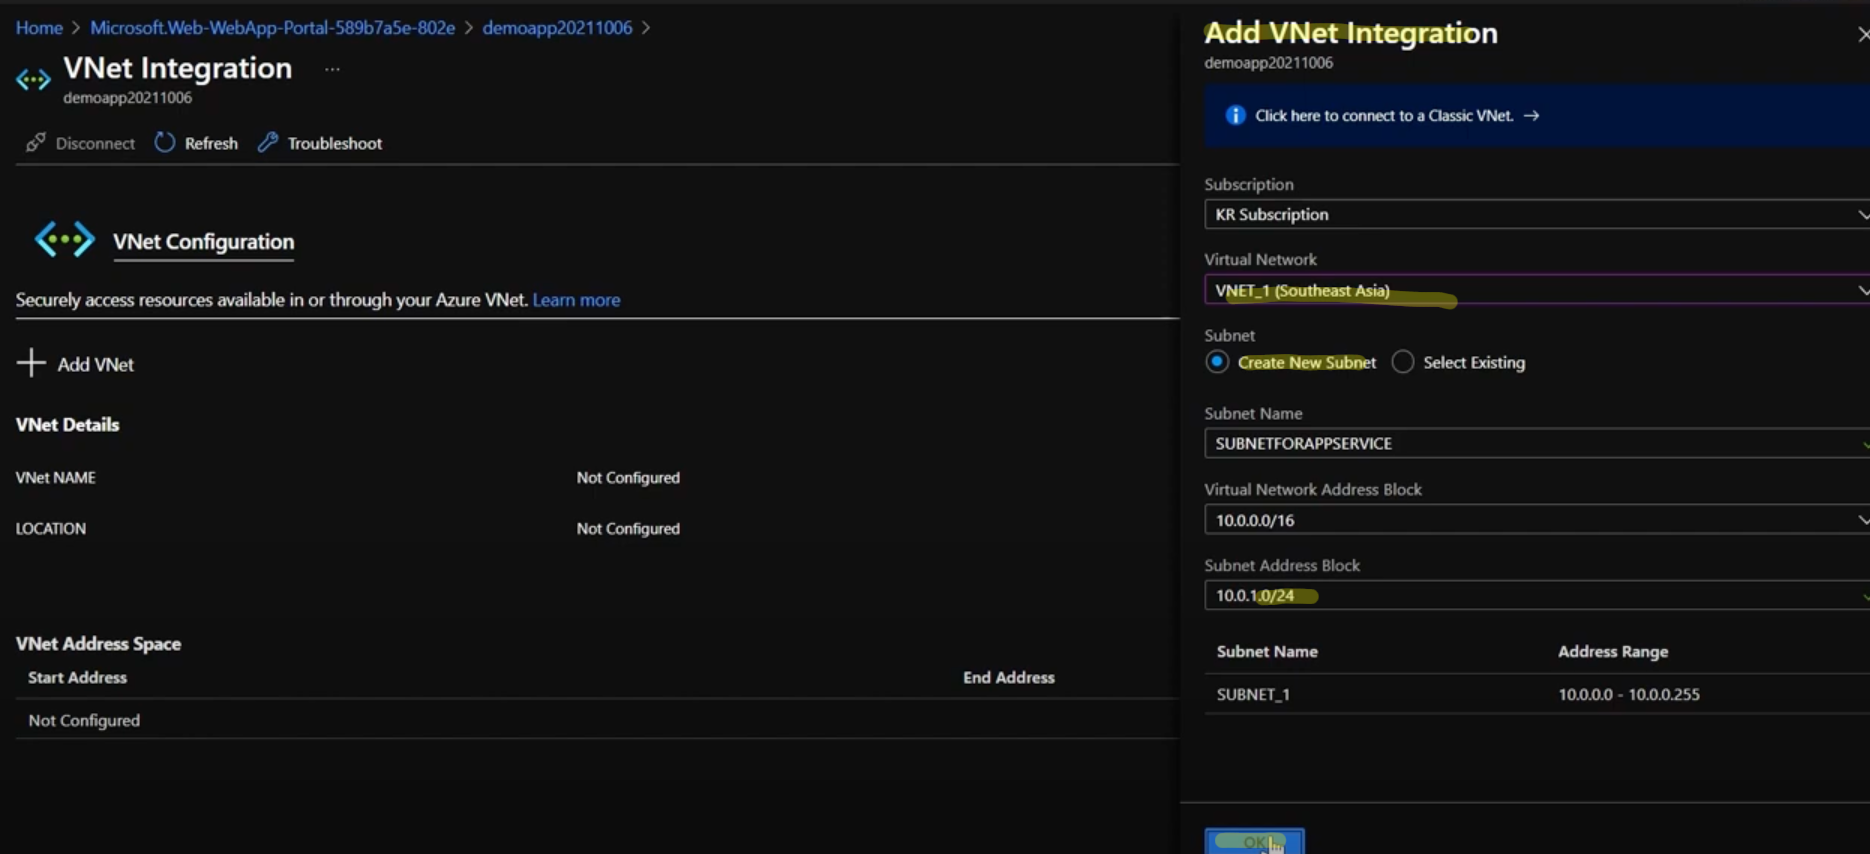 Home > Microsoft.Web-WebApp-Portal-589b7a5e-802e > demoapp20211006 >
VNet Integration ...
demoapp20211006
Disconnect Refresh Troubleshoot
VNet Configuration
Securely access resources available in or through your Azure VNet. Learn more
Add VNet
VNet Details
VNet NAME Not Configured
LOCATION Not Configured
VNet Address Space
Start Address End Address
Not Configured
Add VNet Integration
demoapp20211006
Click here to connect to a Classic VNet. →
Subscription
KR Subscription
Virtual Network
VNET_1 (Southeast Asia)
Subnet
Create New Subnet Select Existing
Subnet Name
SUBNETFORAPPSERVICE
Virtual Network Address Block
10.0.0.0/16
Subnet Address Block
10.0.1.0/24
Subnet Name Address Range
SUBNET_1 10.0.0.0 - 10.0.0.255
OK